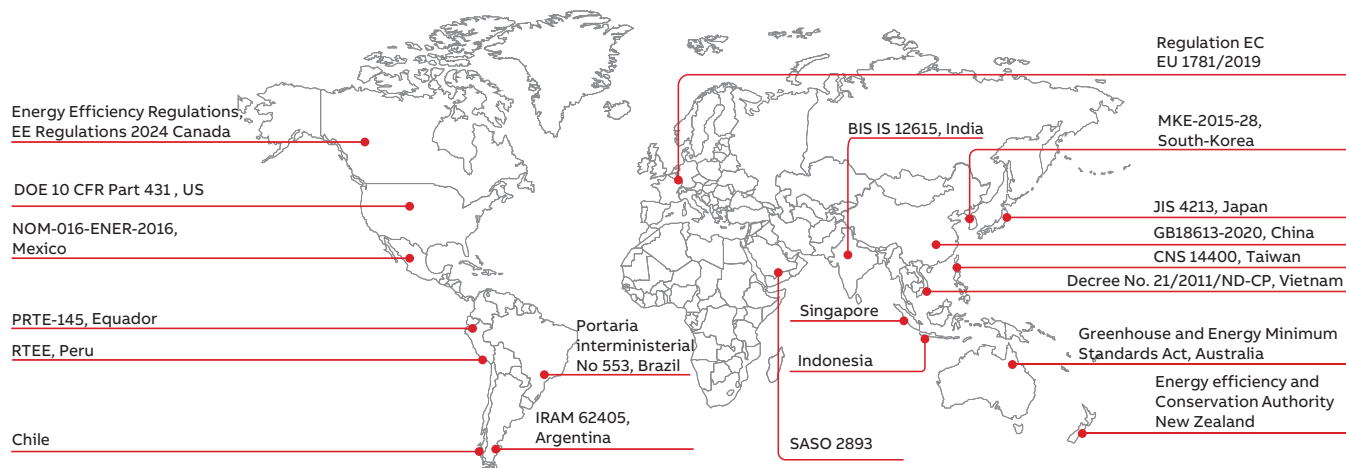 Energy Efficiency Regulations,
EE Regulations 2024 Canada
DOE 10 CFR Part 431 , US
NOM-016-ENER-2016,
Mexico
PRTE-145, Equador
RTEE, Peru
Chile
Portaria
interministerial
No 553, Brazil
IRAM 62405,
Argentina
Regulation EC
EU 1781/2019
BIS IS 12615, India
MKE-2015-28,
South-Korea
JIS 4213, Japan
GB18613-2020, China
CNS 14400, Taiwan
Decree No. 21/2011/ND-CP, Vietnam
Singapore
Indonesia
Greenhouse and Energy Minimum
Standards Act, Australia
Energy efficiency and
Conservation Authority
New Zealand
SASO 2893